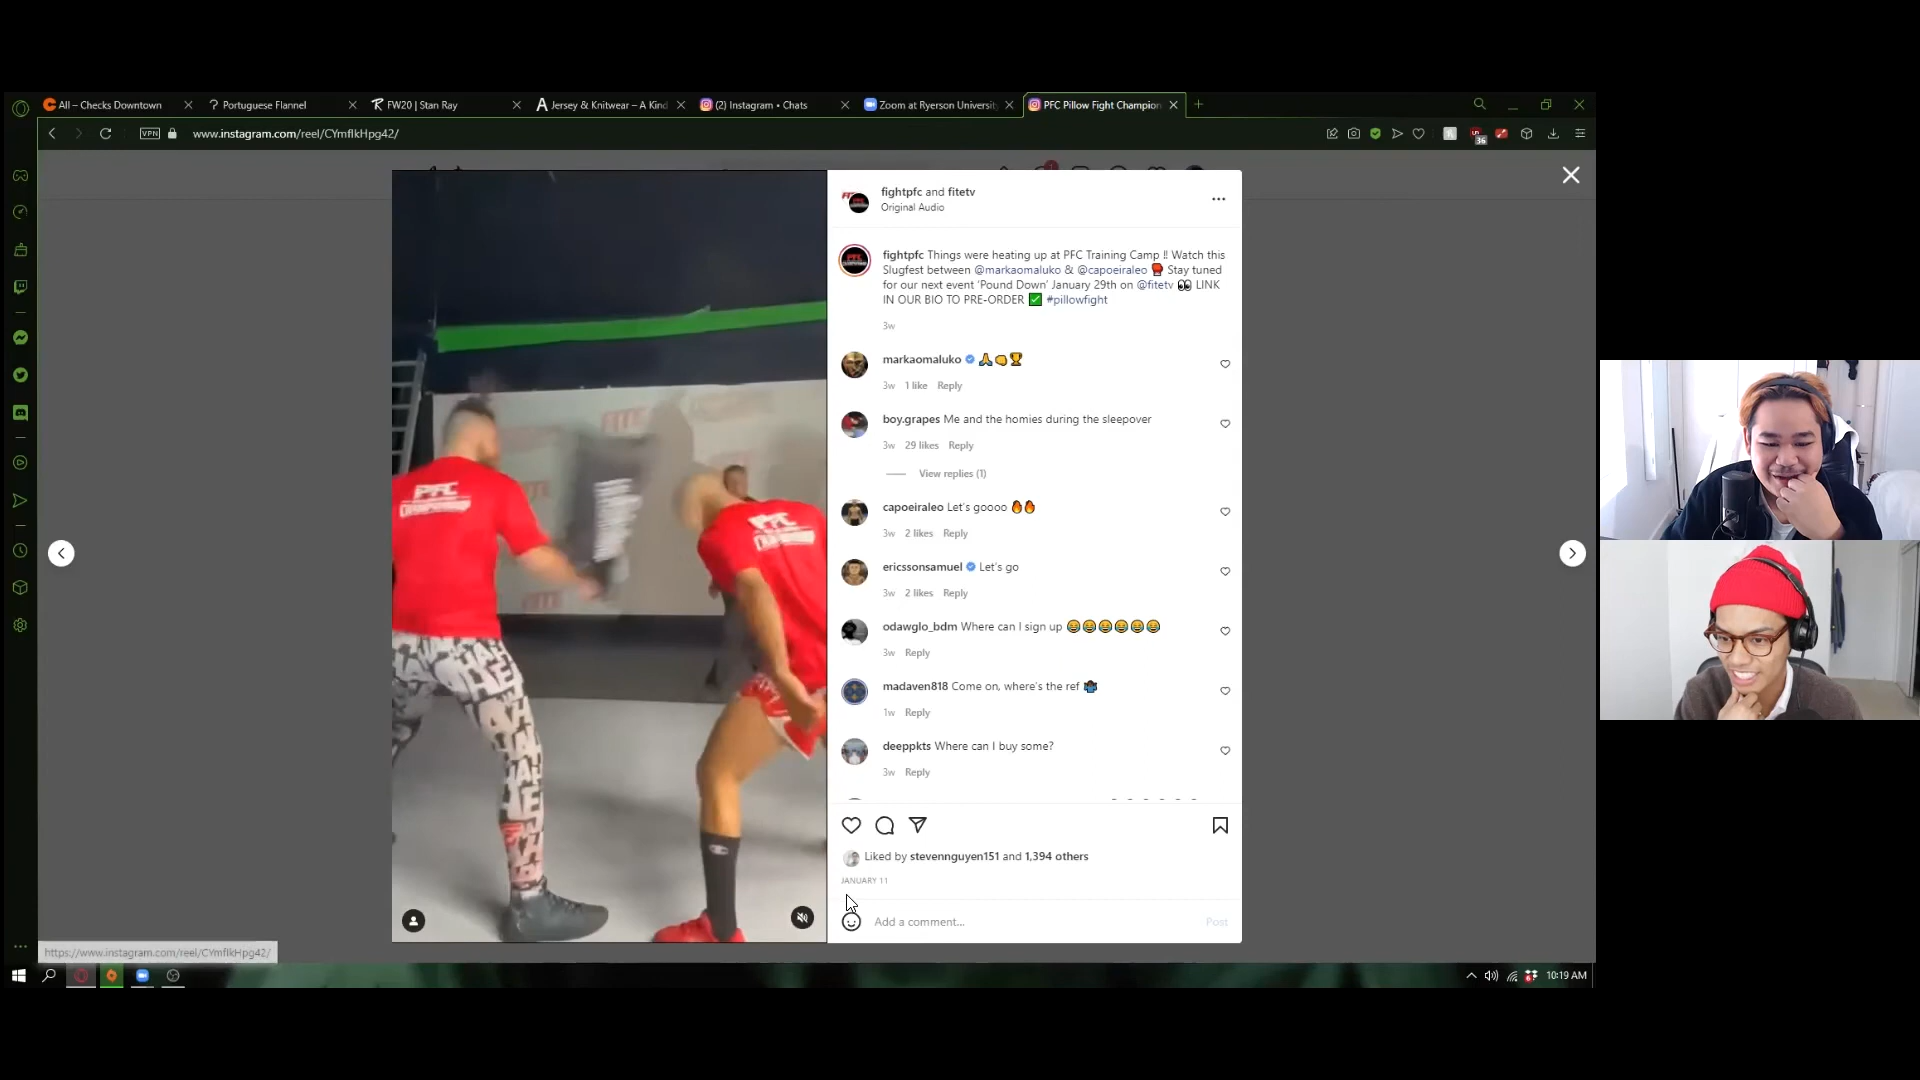 All – Checks Downtown
Portuguese Flannel
FW20 | Stan Ray
Jersey & Knitwear – A Kind
(2) Instagram • Chats
Zoom at Ryerson Universit
PFC Pillow Fight Champion
VPN
www.instagram.com/reel/CYmflkHpg42/
36
fightpfc and fitetv
Original Audio
fightpfc Things were heating up at PFC Training Camp !! Watch this
Slugfest between @markaomaluko & @capoeiraleo 🥊 Stay tuned
for our next event ‘Pound Down’ January 29th on @fitetv 👀 LINK
IN OUR BIO TO PRE-ORDER ✅ #pillowfight
3w
markaomaluko 🙏👊🏆
3w 1 like Reply
boy.grapes Me and the homies during the sleepover
3w 29 likes Reply
View replies (1)
capoeiraleo Let's goooo 🔥🔥
3w 2 likes Reply
ericssonsamuel Let's go
3w 2 likes Reply
odawglo_bdm Where can I sign up 😂😂😂😂😂😂
3w Reply
madaven818 Come on, where's the ref 🤷
1w Reply
deeppkts Where can I buy some?
3w Reply
Liked by stevennguyen151 and 1,394 others
JANUARY 11
Add a comment...
Post
PFC
CHAMPIONSHIP
PFC
https://www.instagram.com/reel/CYmflkHpg42/
10:19 AM